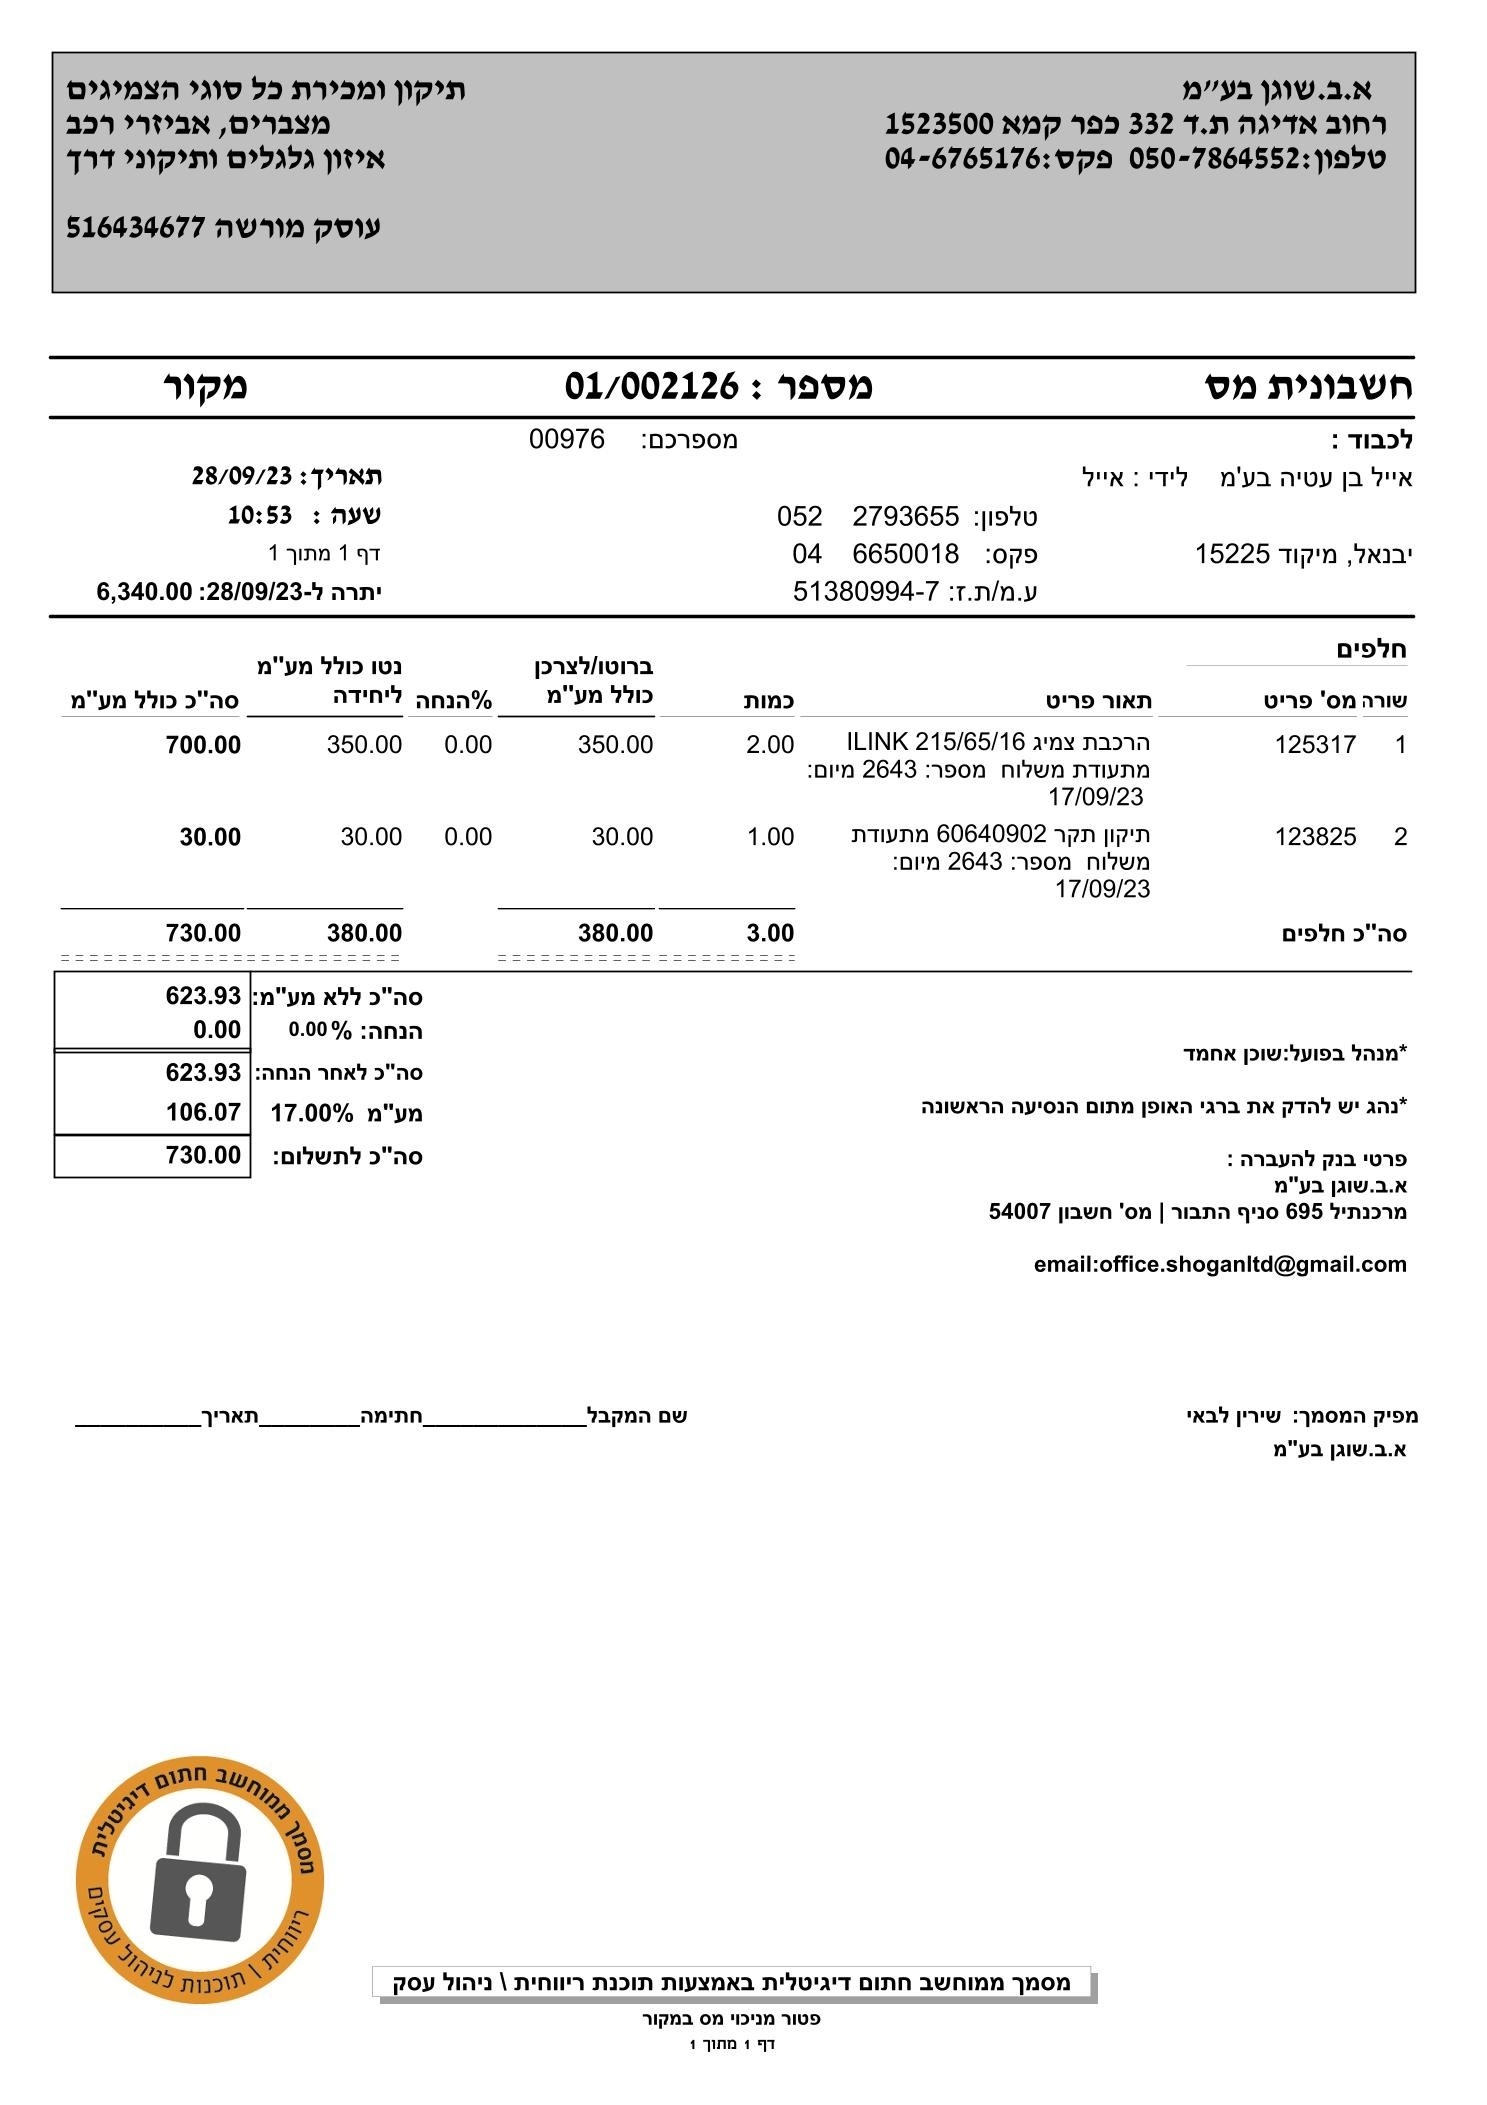 א.ב.שוגן בע"מ
רחוב אדיגה ת.ד 332 כפר קמא 1523500
טלפון:050-7864552 פקס:04-6765176
תיקון ומכירת כל סוגי הצמיגים
מצברים, אביזרי רכב
איזון גלגלים ותיקוני דרך
עוסק מורשה 516434677
חשבונית מס מספר : 01/002126 מקור
לכבוד : מספרכם: 00976
אייל בן עטיה בע'מ לידי : אייל תאריך: 28/09/23
טלפון: 2793655 052 שעה : 10:53
יבנאל, מיקוד 15225 פקס: 6650018 04 דף 1 מתוך 1
ע.מ/ת.ז: 51380994-7 יתרה ל-28/09/23: 6,340.00
חלפים
שורה מס' פריט תאור פריט כמות ברוטו/לצרכן כולל מע"מ %הנחה נטו כולל מע"מ ליחידה סה"כ כולל מע"מ
1 125317 הרכבת צמיג ILINK 215/65/16 2.00 350.00 0.00 350.00 700.00
מתעודת משלוח מספר: 2643 מיום:
17/09/23
2 123825 תיקון תקר 60640902 מתעודת 1.00 30.00 0.00 30.00 30.00
משלוח מספר: 2643 מיום:
17/09/23
סה"כ חלפים 3.00 380.00 380.00 730.00
סה"כ ללא מע"מ: 623.93
הנחה: % 0.00 0.00
סה"כ לאחר הנחה: 623.93
מע"מ 17.00% 106.07
סה"כ לתשלום: 730.00
*מנהל בפועל:שוכן אחמד
*נהג יש להדק את ברגי האופן מתום הנסיעה הראשונה
פרטי בנק להעברה :
א.ב.שוגן בע"מ
מרכנתיל 695 סניף התבור | מס' חשבון 54007
email:office.shoganltd@gmail.com
מפיק המסמך: שירין לבאי שם המקבל_____________חתימה________תאריך__________
א.ב.שוגן בע"מ
מסמך ממוחשב חתום דיגיטלית
ריווחית | תוכנות לניהול עסקים
מסמך ממוחשב חתום דיגיטלית באמצעות תוכנת ריווחית \ ניהול עסק
פטור מניכוי מס במקור
דף 1 מתוך 1